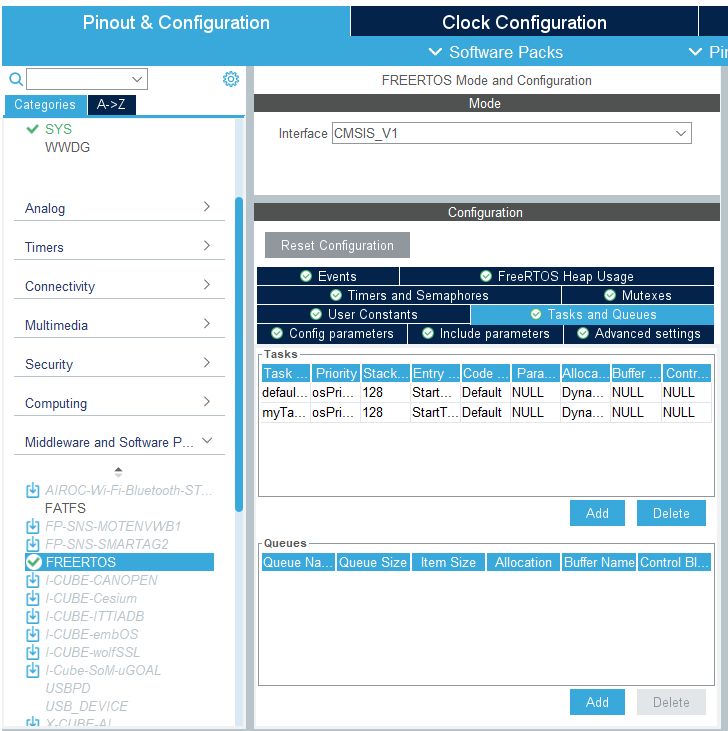 Pinout & Configuration
Clock Configuration
Software Packs
Pi
Categories
A->Z
SYS
WWDG
Analog
Timers
Connectivity
Multimedia
Security
Computing
Middleware and Software P...
AIROC-Wi-Fi-Bluetooth-ST...
FATFS
FP-SNS-MOTENVWB1
FP-SNS-SMARTAG2
FREERTOS
I-CUBE-CANOPEN
I-CUBE-Cesium
I-CUBE-ITTIADB
I-CUBE-embOS
I-CUBE-wolfSSL
I-Cube-SoM-uGOAL
USBPD
USB_DEVICE
X-CUBE-AI
FREERTOS Mode and Configuration
Mode
Interface CMSIS_V1
Configuration
Reset Configuration
Events
FreeRTOS Heap Usage
Timers and Semaphores
Mutexes
User Constants
Tasks and Queues
Config parameters
Include parameters
Advanced settings
Tasks
Task ... Priority Stack... Entry ... Code ... Para... Alloca... Buffer ... Contr...
defaul... osPri... 128 Start... Default NULL Dyna... NULL NULL
myTa... osPri... 128 StartT... Default NULL Dyna... NULL NULL
Add
Delete
Queues
Queue Na... Queue Size Item Size Allocation Buffer Name Control Bl...
Add
Delete